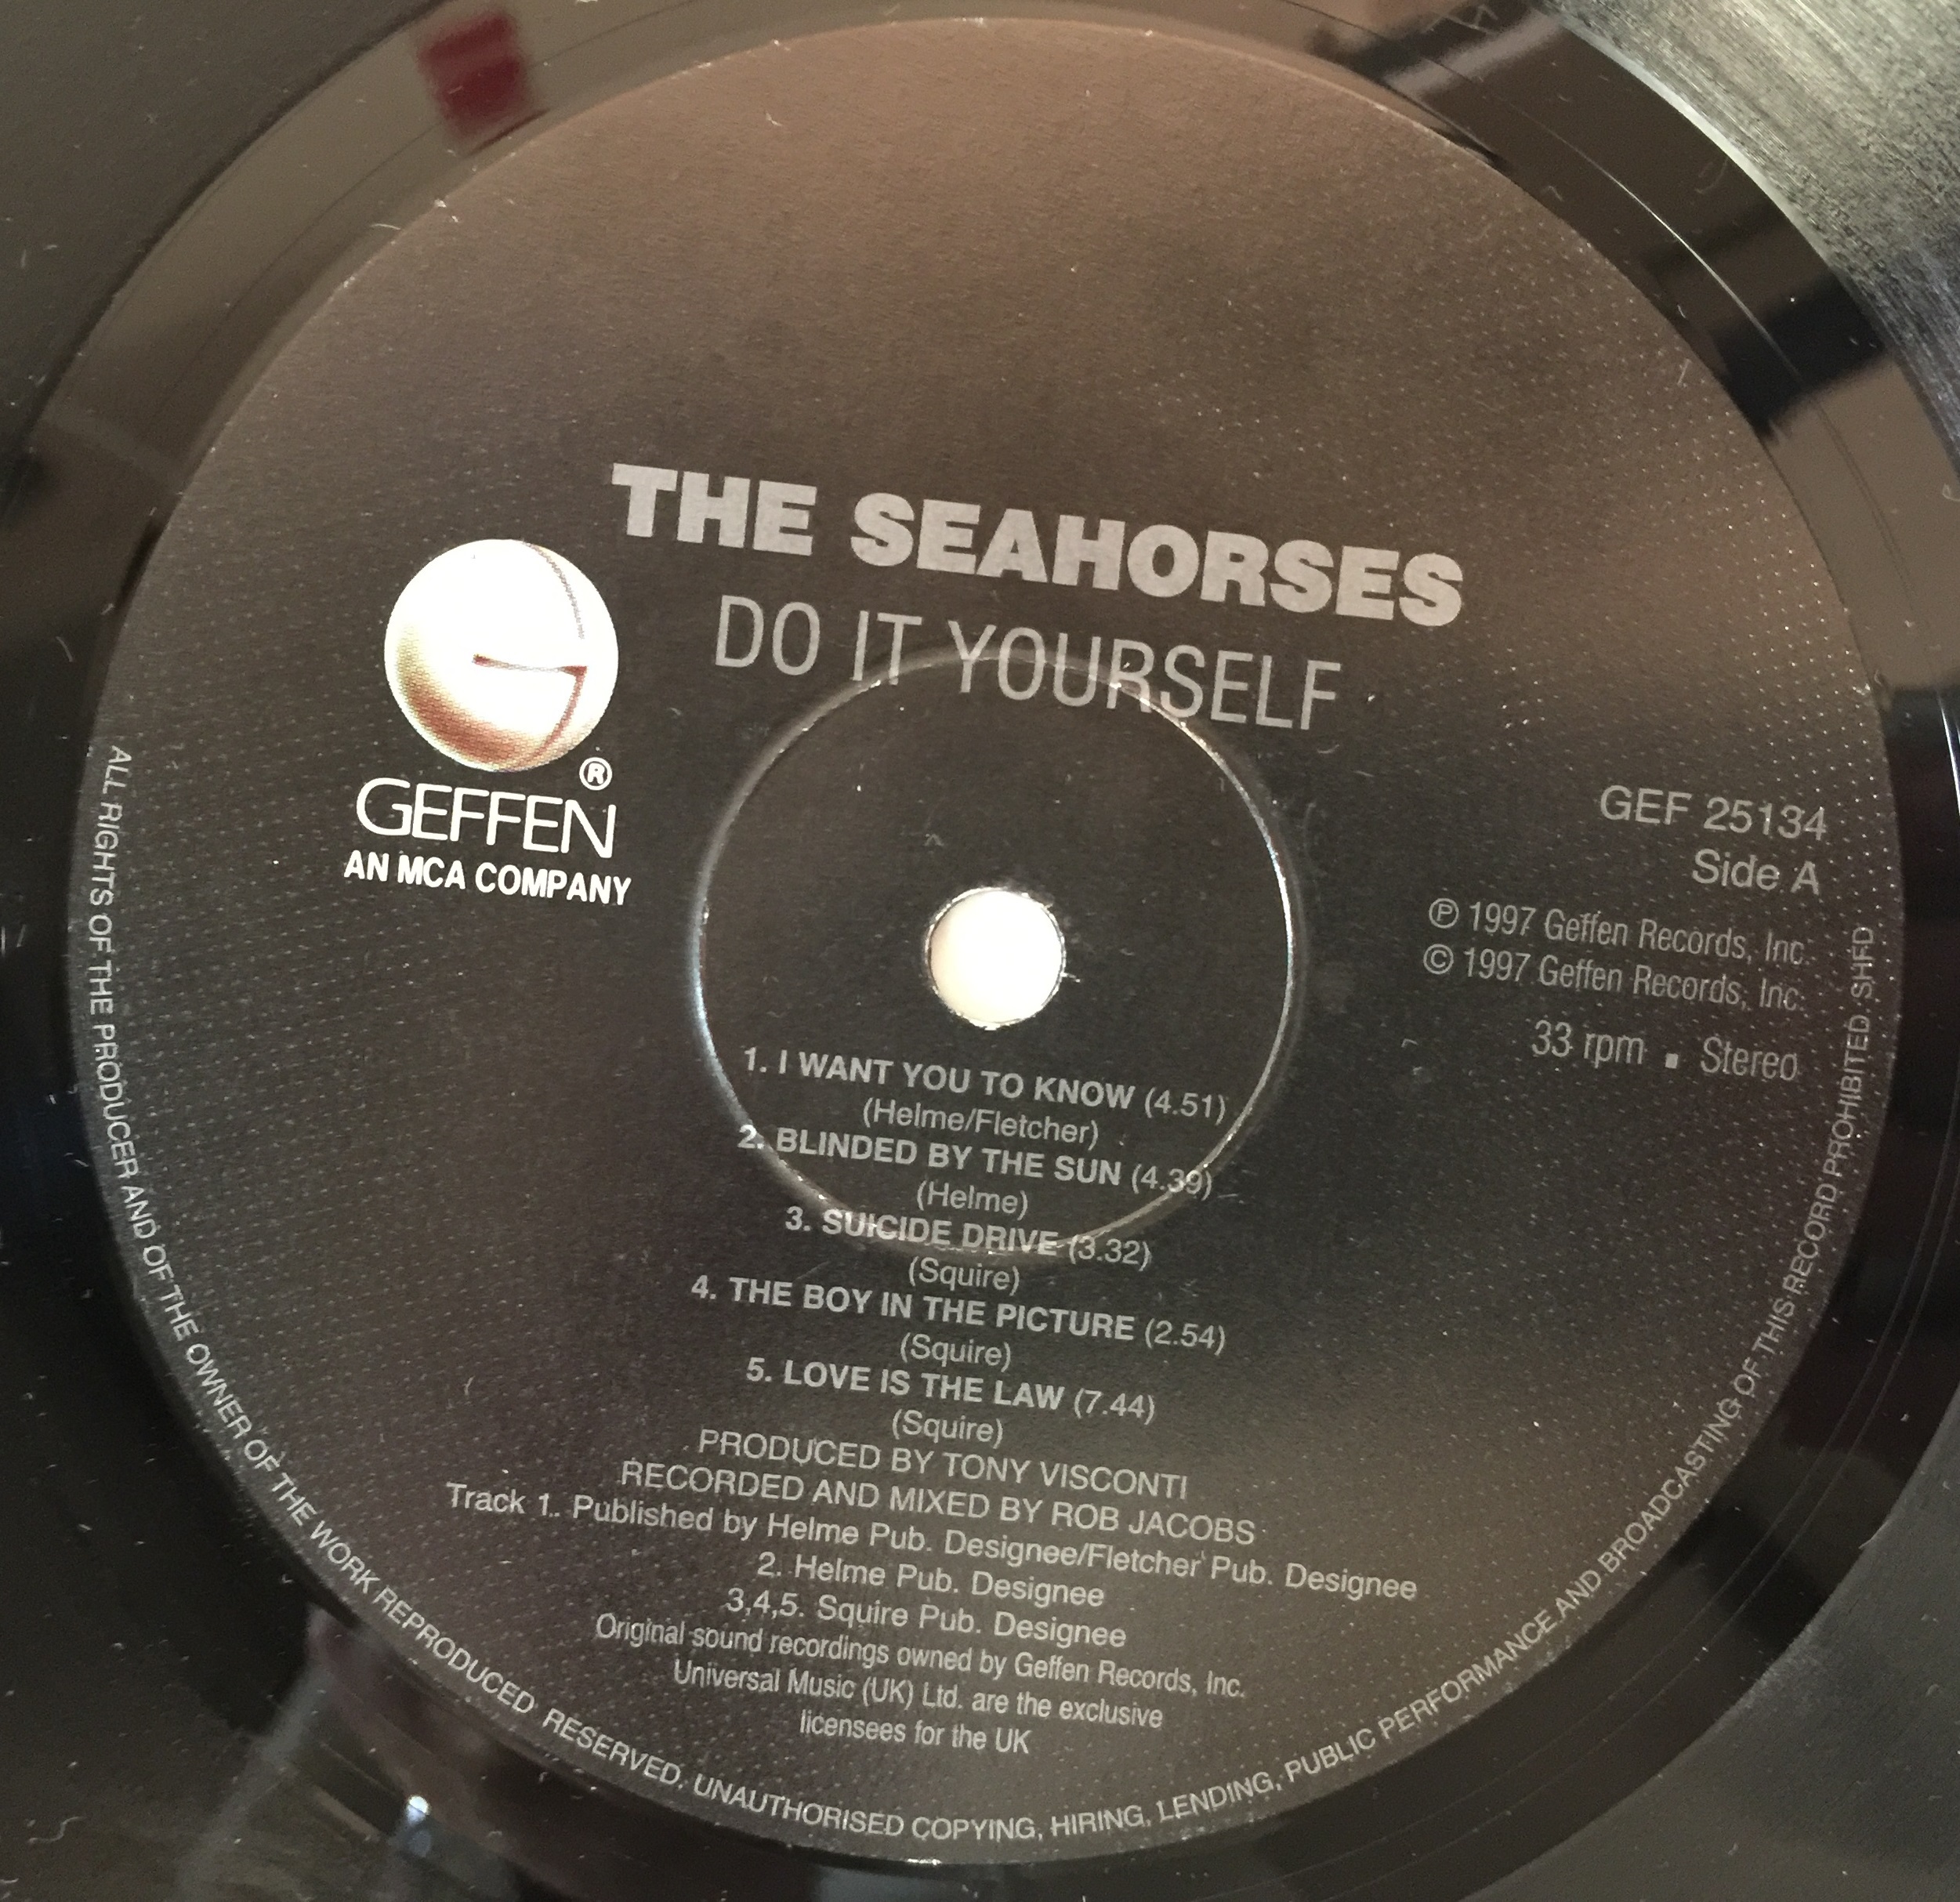 THE SEAHORSES
DO IT YOURSELF
®
GEFFEN
AN MCA COMPANY
GEF 25134
Side A
℗ 1997 Geffen Records, Inc.
© 1997 Geffen Records, Inc.
33 rpm ▪ Stereo
1. I WANT YOU TO KNOW (4.51)
(Helme/Fletcher)
2. BLINDED BY THE SUN (4.39)
(Helme)
3. SUICIDE DRIVE (3.32)
(Squire)
4. THE BOY IN THE PICTURE (2.54)
(Squire)
5. LOVE IS THE LAW (7.44)
(Squire)
PRODUCED BY TONY VISCONTI
RECORDED AND MIXED BY ROB JACOBS
Track 1. Published by Helme Pub. Designee/Fletcher Pub. Designee
2. Helme Pub. Designee
3,4,5. Squire Pub. Designee
Original sound recordings owned by Geffen Records, Inc.
Universal Music (UK) Ltd. are the exclusive
licensees for the UK
ALL RIGHTS OF THE PRODUCER AND OF THE OWNER OF THE WORK REPRODUCED RESERVED. UNAUTHORISED COPYING, HIRING, LENDING, PUBLIC PERFORMANCE AND BROADCASTING OF THIS RECORD PROHIBITED. SHFD